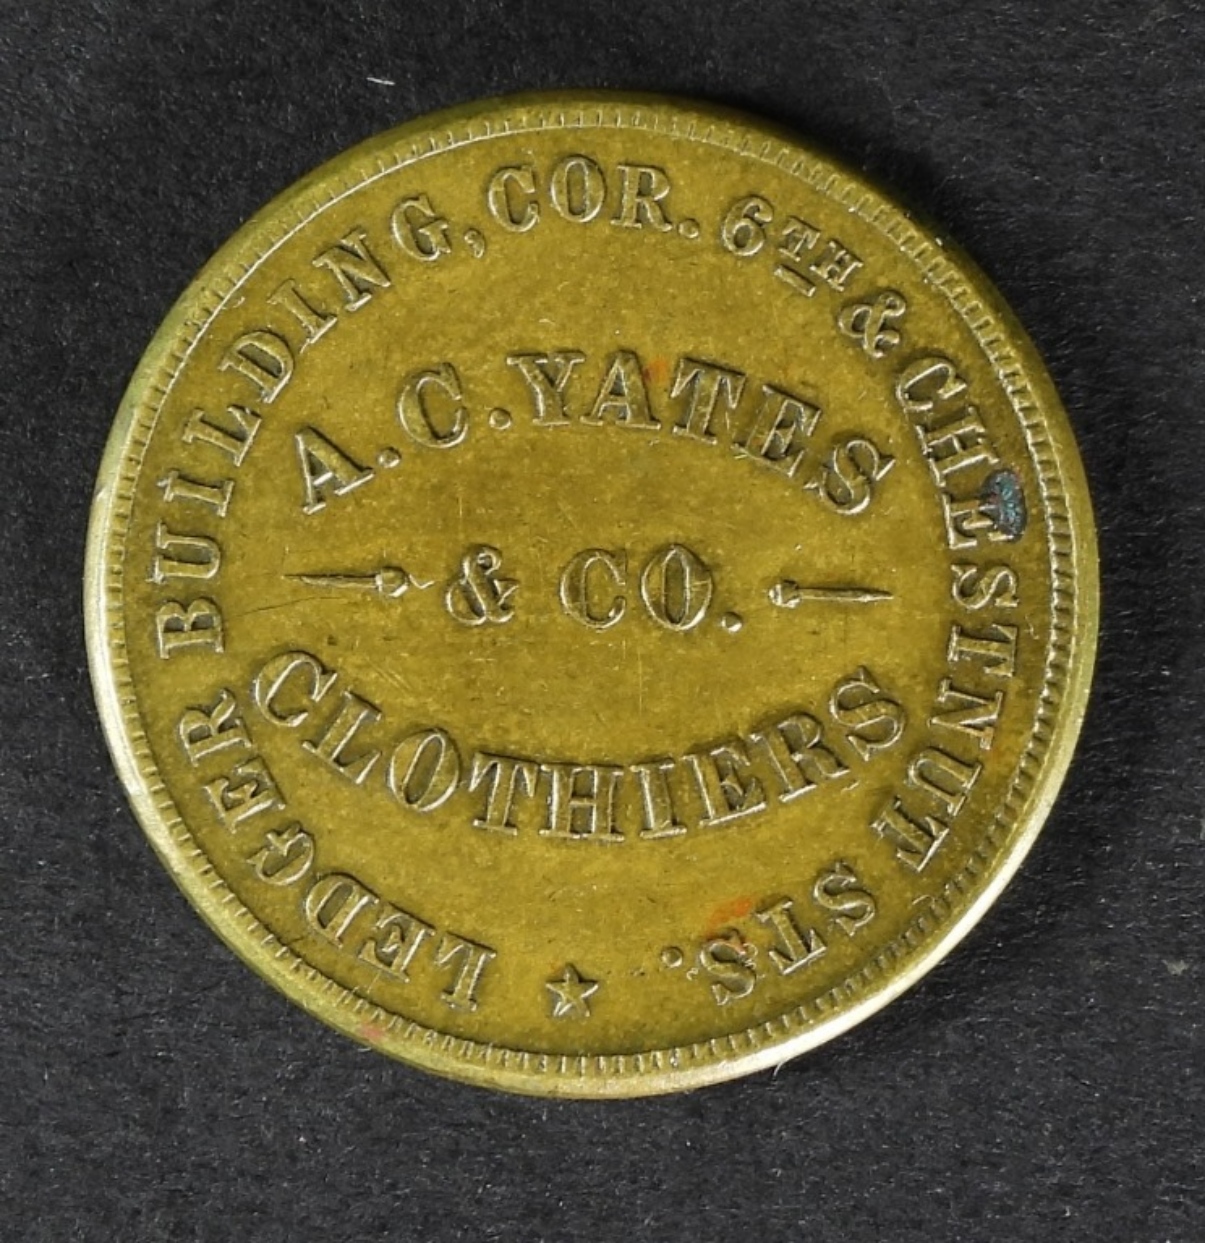 LEDGER BUILDING, COR. 6TH & CHESTNUT STS.
A. C. YATES
& CO.
CLOTHIERS